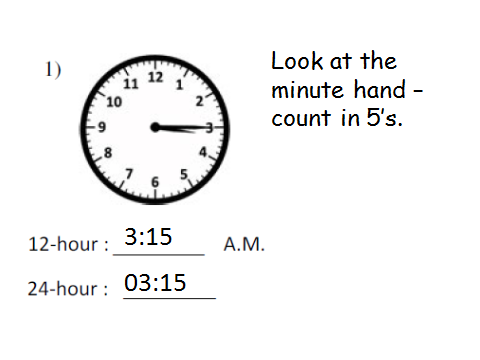 1)
12
11
1
10
2
9
3
8
4
7
5
6
Look at the
minute hand –
count in 5's.
12-hour : 3:15 A.M.
24-hour : 03:15